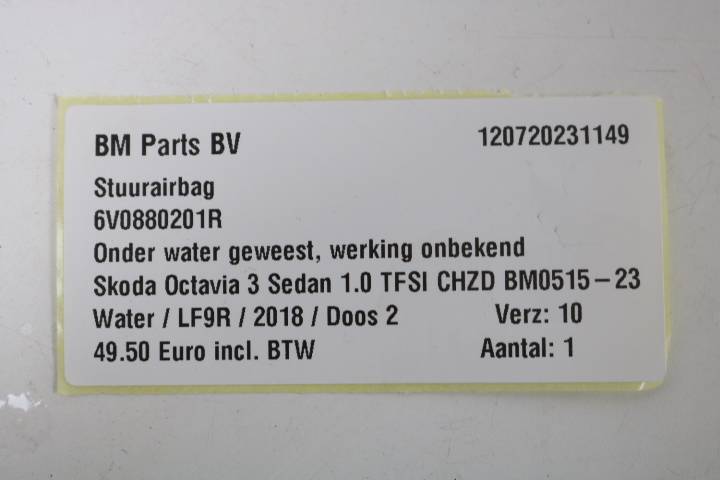 BM Parts BV 120720231149
Stuurairbag
6V0880201R
Onder water geweest, werking onbekend
Skoda Octavia 3 Sedan 1.0 TFSI CHZD BM0515-23
Water / LF9R / 2018 / Doos 2 Verz: 10
49.50 Euro incl. BTW Aantal: 1